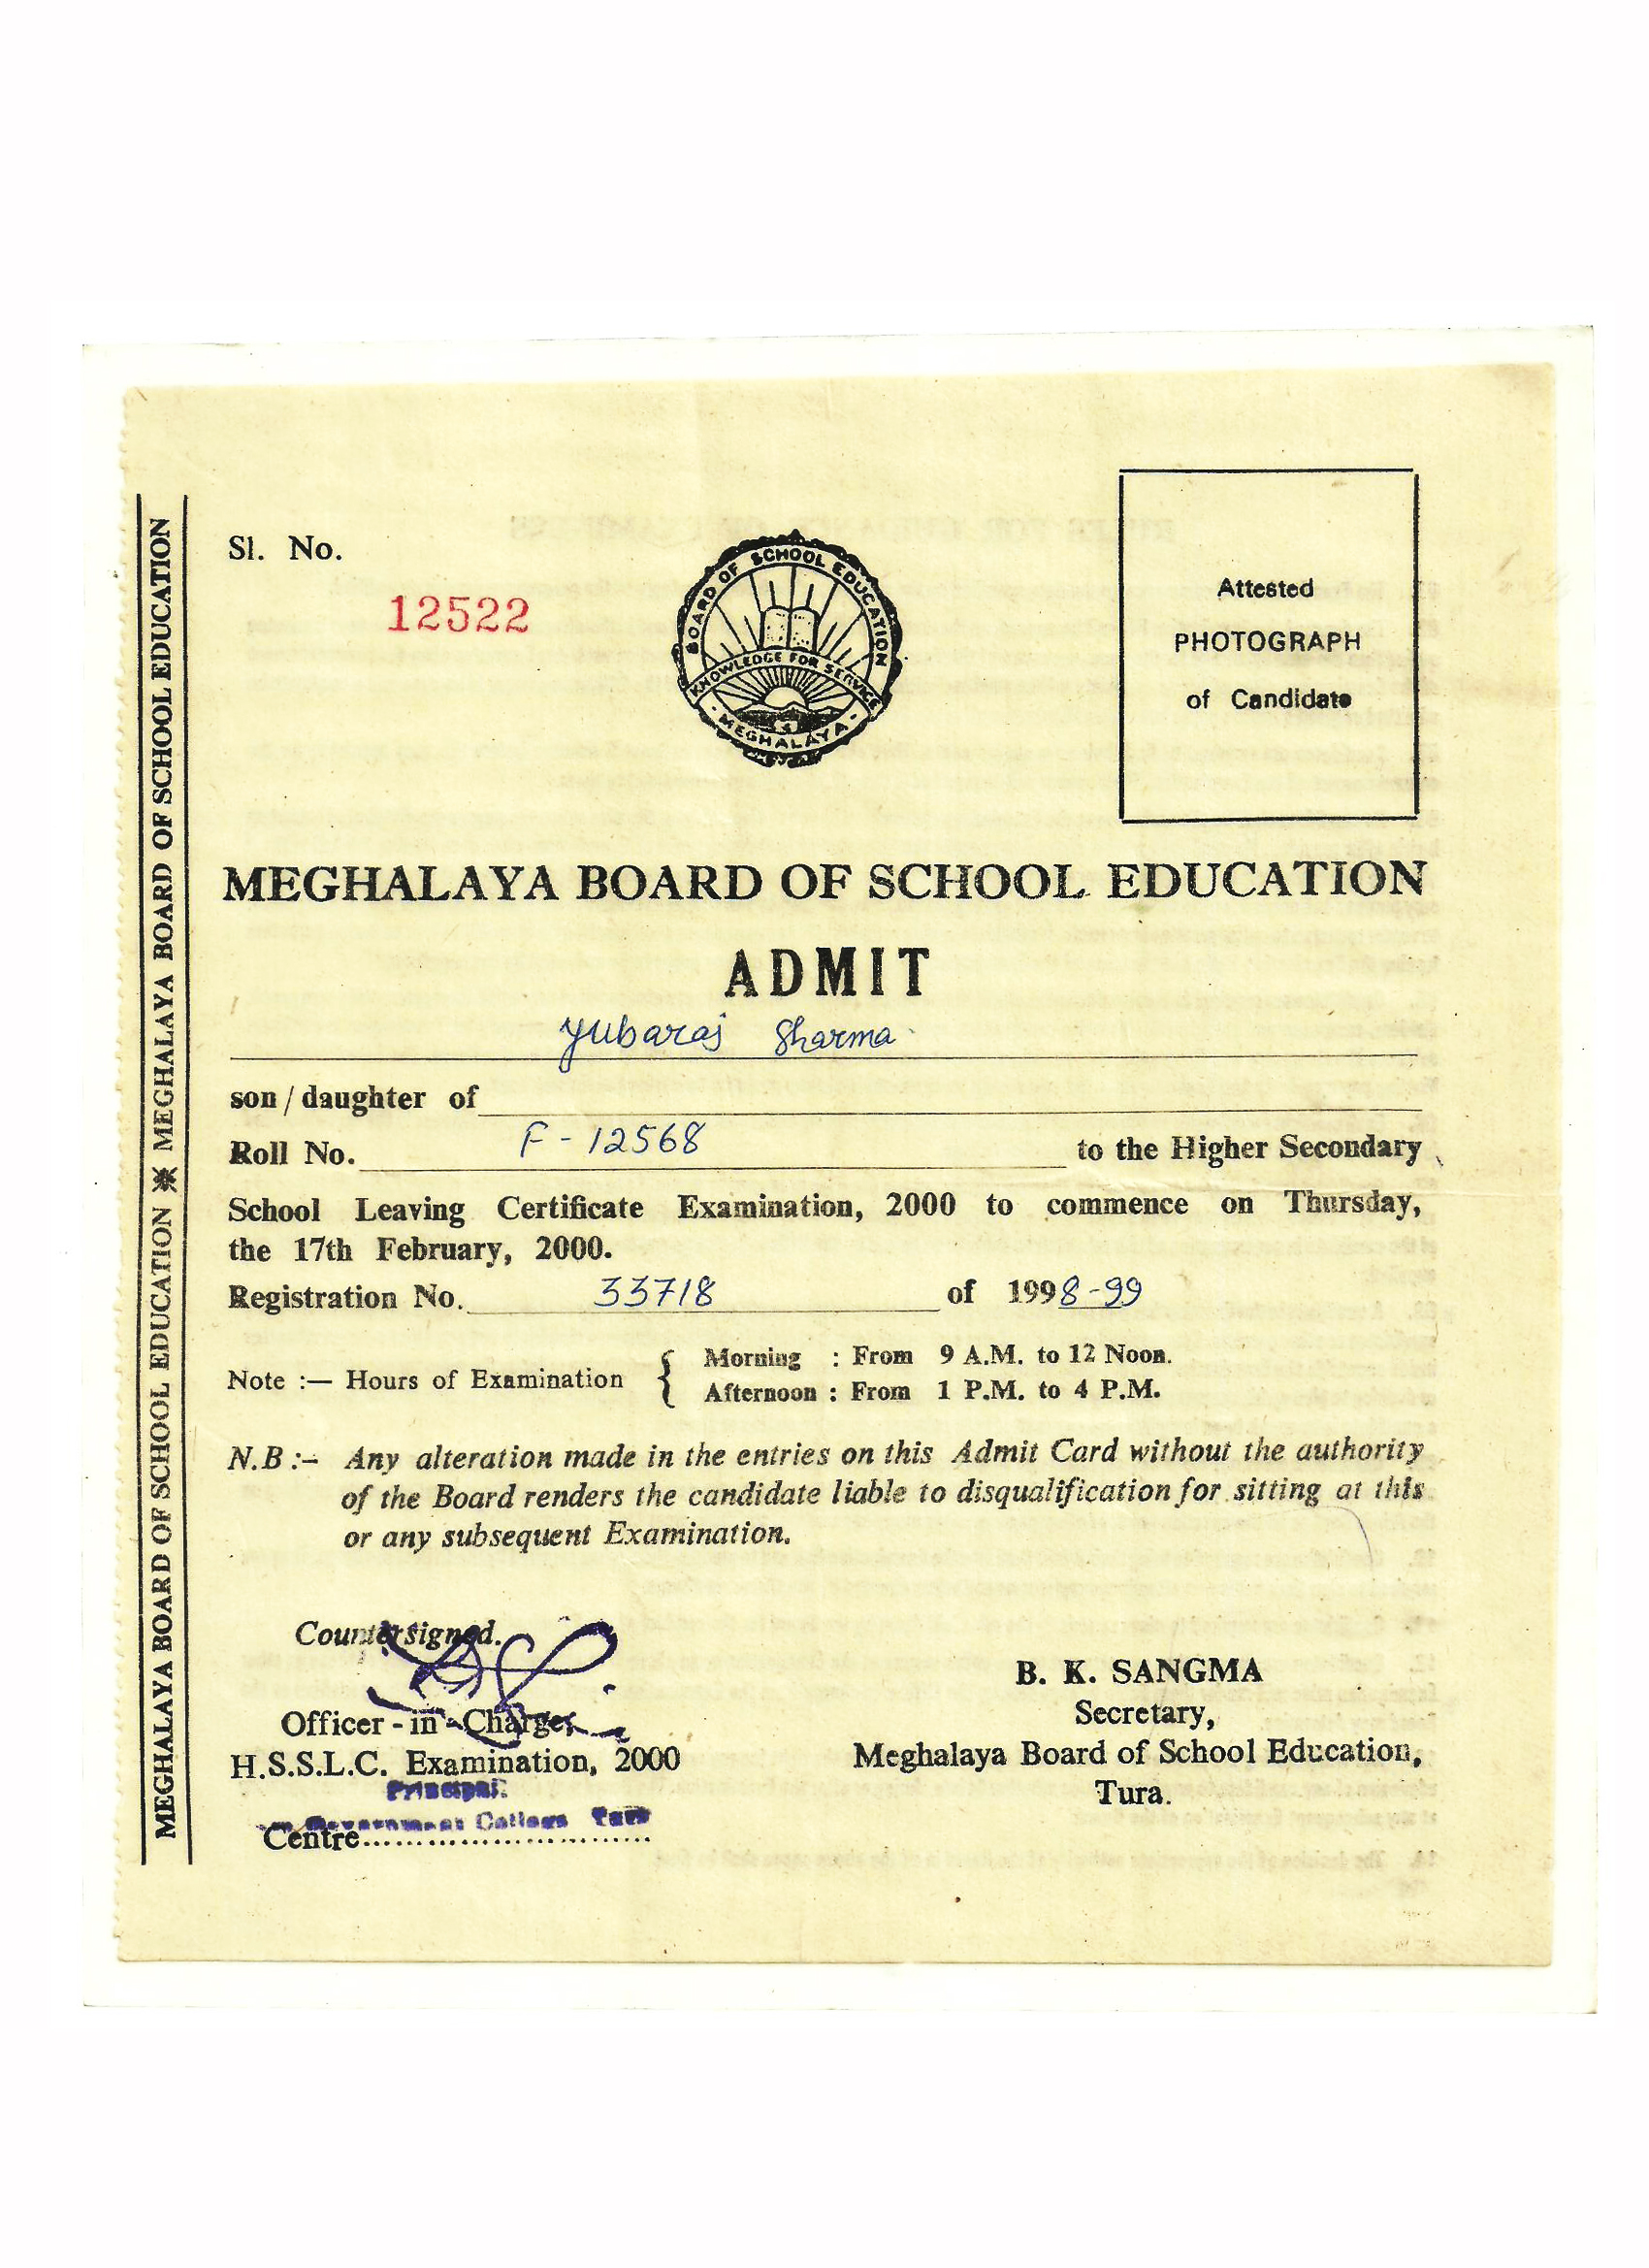 MEGHALAYA BOARD OF SCHOOL EDUCATION ⋇ MEGHALAYA BOARD OF SCHOOL EDUCATION
Sl. No.
12522
BOARD OF SCHOOL EDUCATION
KNOWLEDGE FOR SERVICE
MEGHALAYA
Attested
PHOTOGRAPH
of Candidate
MEGHALAYA BOARD OF SCHOOL EDUCATION
ADMIT
Yubaraj Sharma
son / daughter of
Roll No. F - 12568 to the Higher Secondary
School Leaving Certificate Examination, 2000 to commence on Thursday,
the 17th February, 2000.
Registration No. 33718 of 1998-99
Note :— Hours of Examination { Morning : From 9 A.M. to 12 Noon.
Afternoon : From 1 P.M. to 4 P.M.
N.B :- Any alteration made in the entries on this Admit Card without the authority
of the Board renders the candidate liable to disqualification for sitting at this
or any subsequent Examination.
Countersigned.
Officer - in - Charge,
H.S.S.L.C. Examination, 2000
Principal
Government College Tura
Centre..........................
B. K. SANGMA
Secretary,
Meghalaya Board of School Education,
Tura.